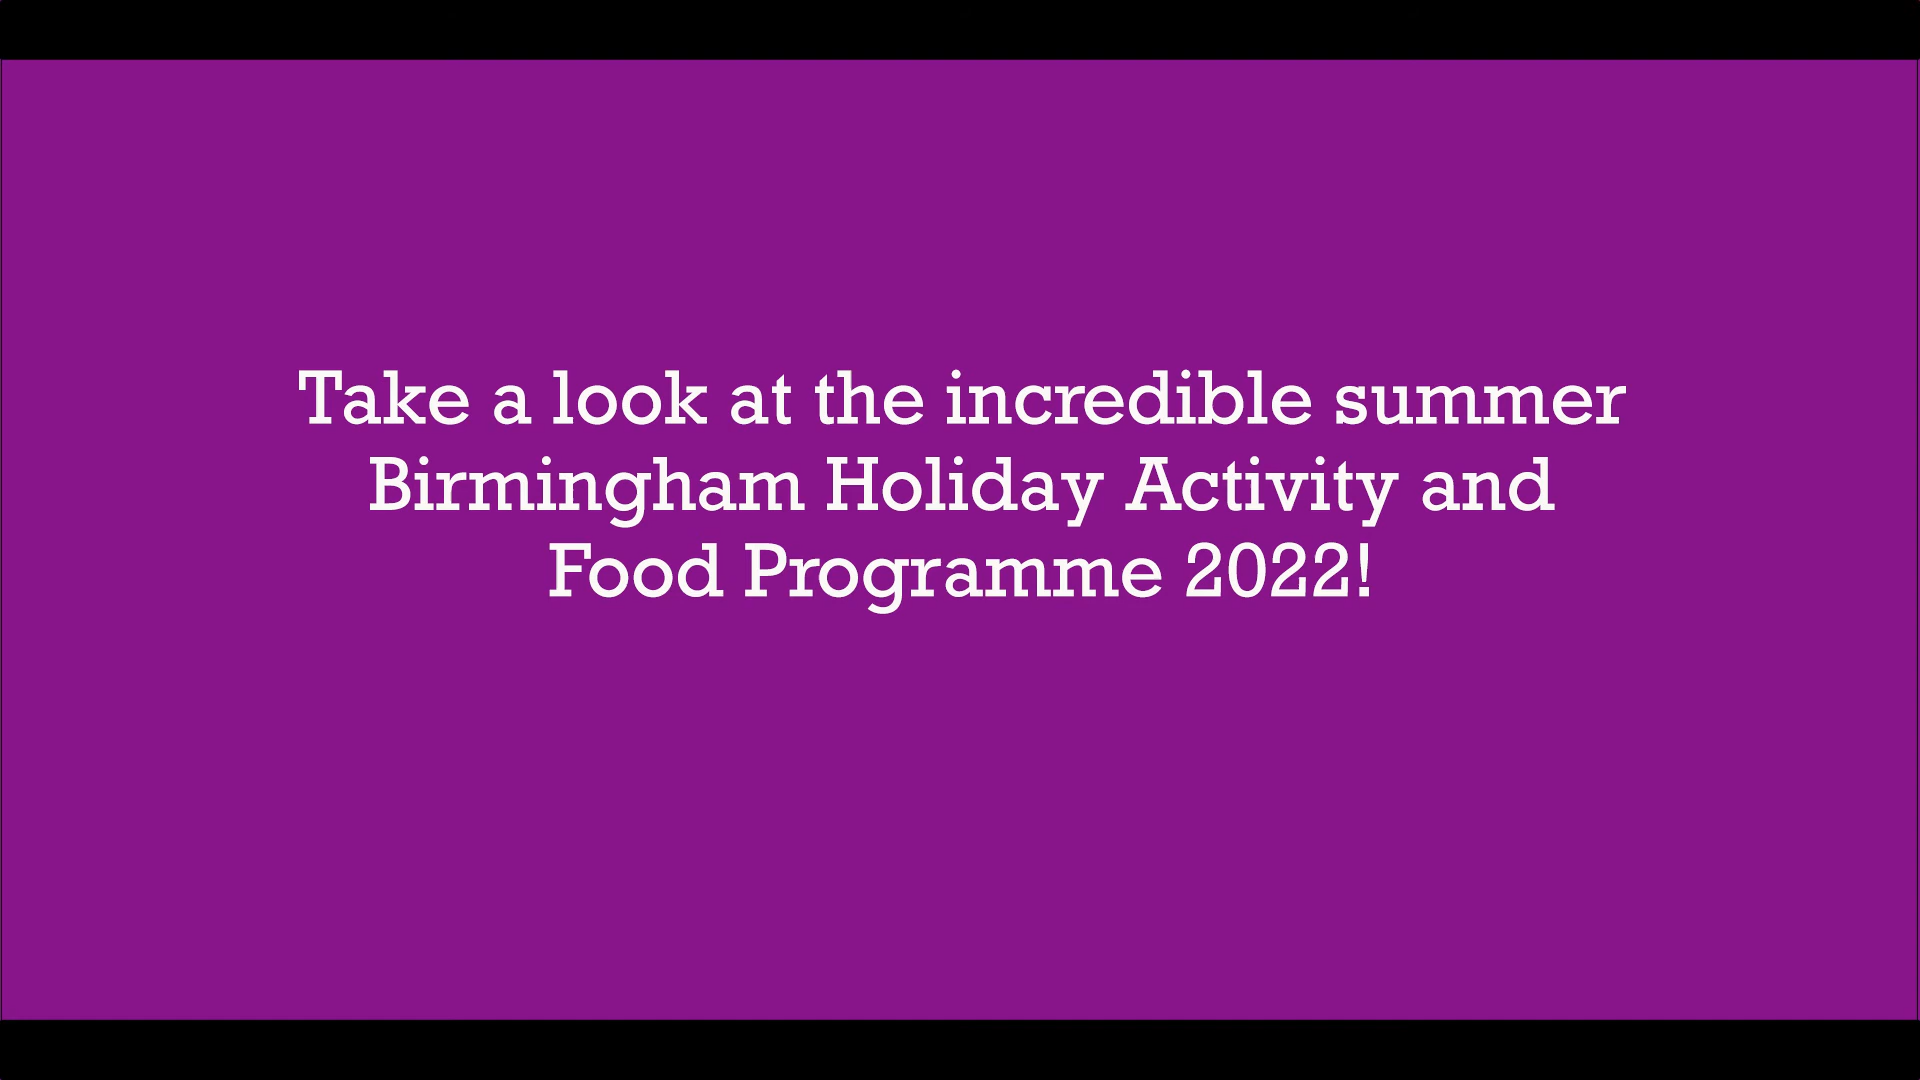 Take a look at the incredible summer
Birmingham Holiday Activity and
Food Programme 2022!